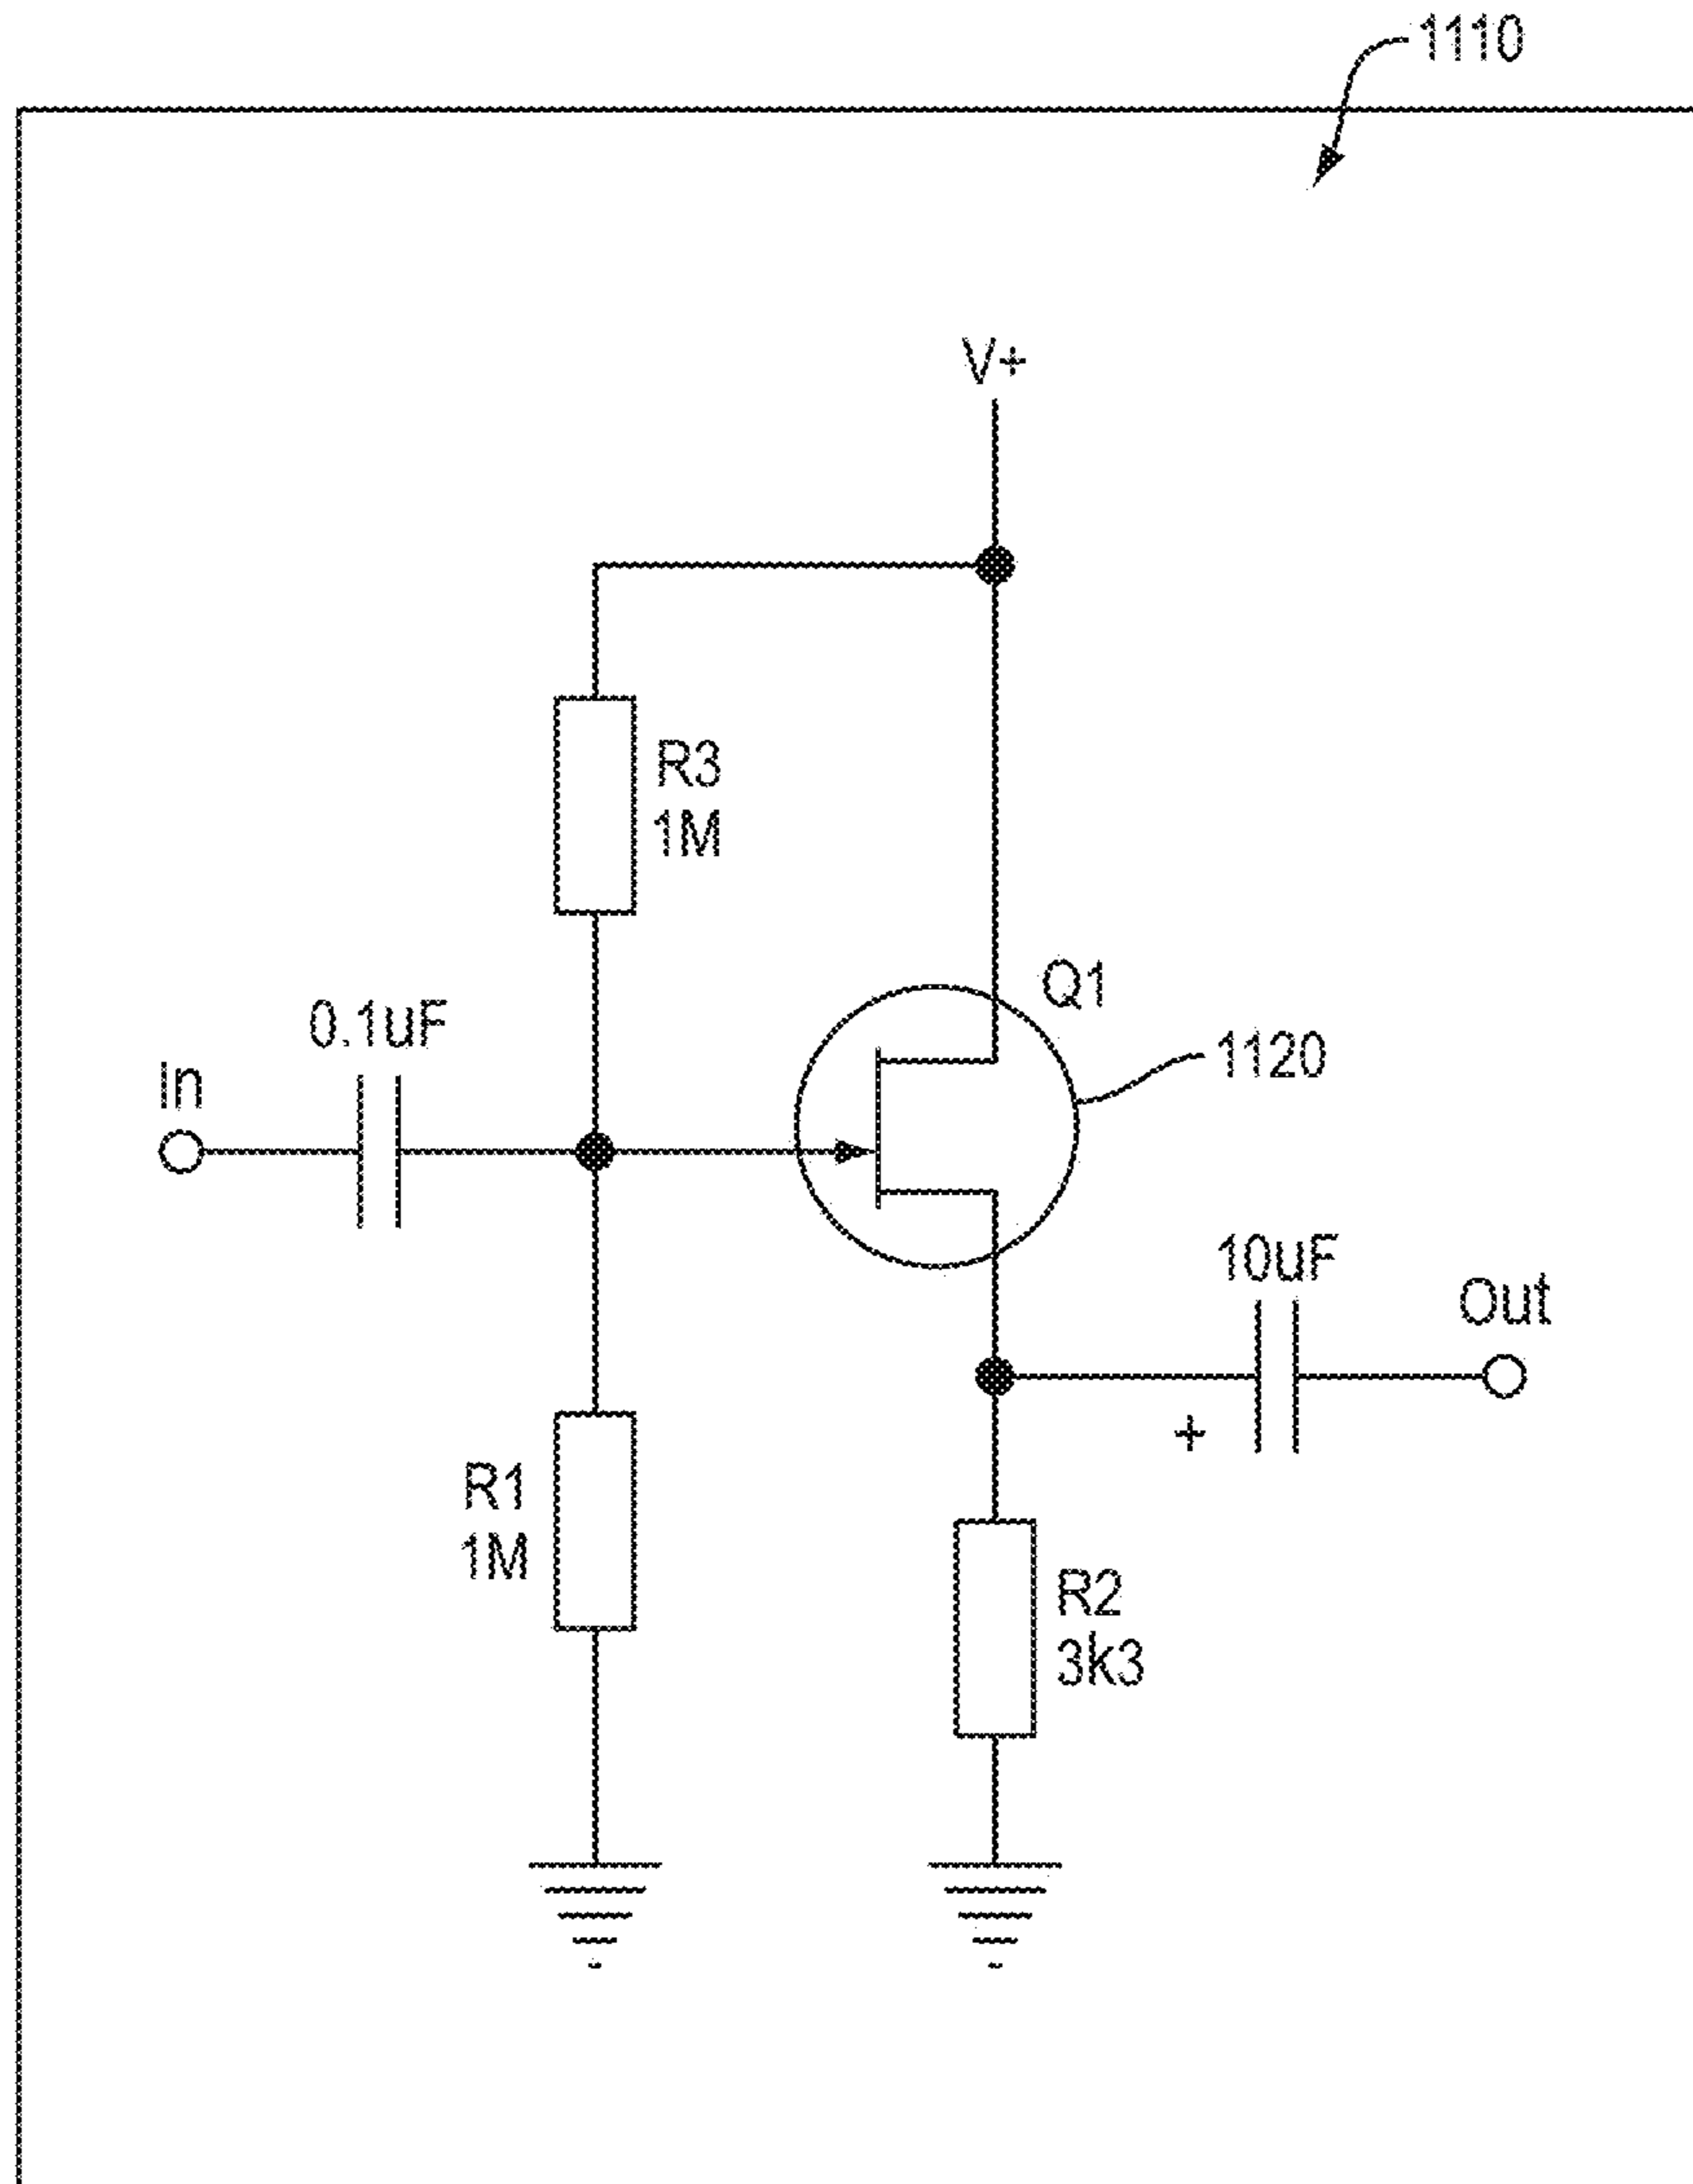 1110
V+
R3
1M
Q1
0.1uF
In
1120
10uF
Out
+
R1
1M
R2
3k3